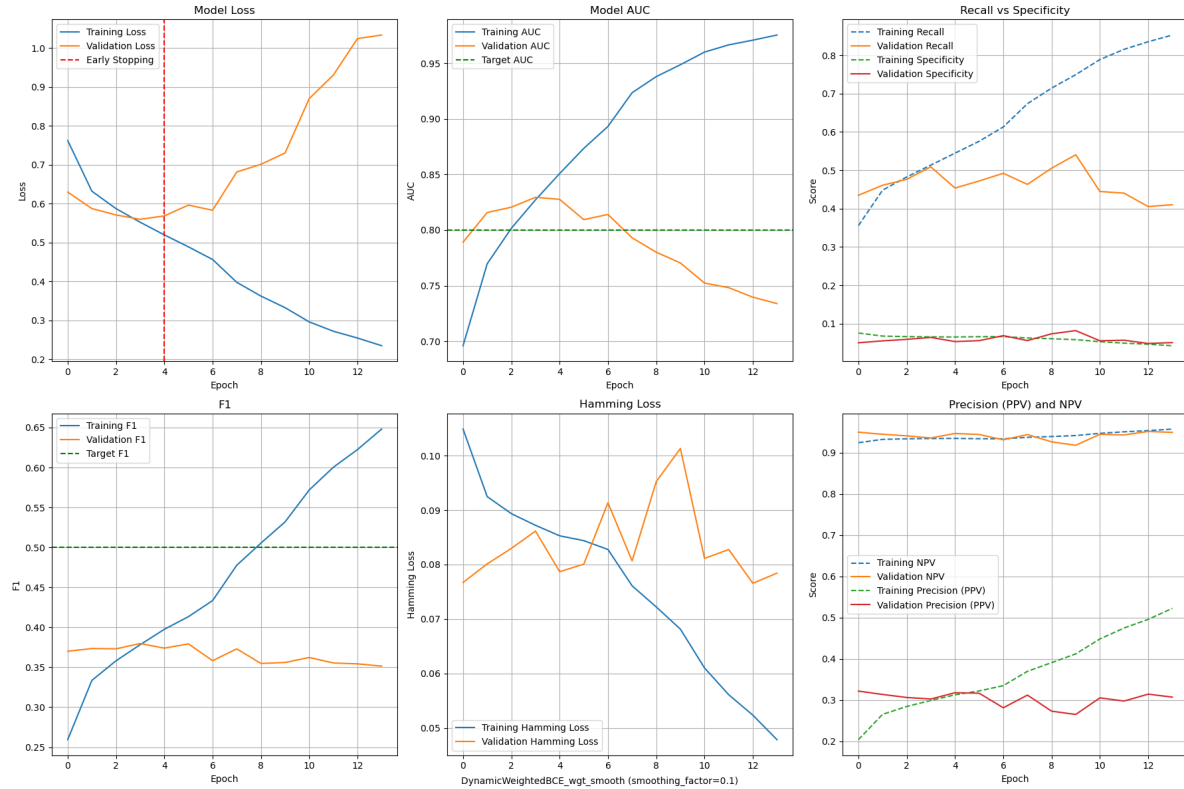 Model Loss
Training Loss
Validation Loss
Early Stopping
1.0
0.9
0.8
0.7
0.6
0.5
0.4
0.3
0.2
Loss
0 2 4 6 8 10 12
Epoch
Model AUC
Training AUC
Validation AUC
Target AUC
0.95
0.90
0.85
0.80
0.75
0.70
AUC
0 2 4 6 8 10 12
Epoch
Recall vs Specificity
Training Recall
Validation Recall
Training Specificity
Validation Specificity
0.8
0.7
0.6
0.5
0.4
0.3
0.2
0.1
Score
0 2 4 6 8 10 12
Epoch
F1
Training F1
Validation F1
Target F1
0.65
0.60
0.55
0.50
0.45
0.40
0.35
0.30
0.25
F1
0 2 4 6 8 10 12
Epoch
Hamming Loss
0.10
0.09
0.08
0.07
0.06
0.05
Hamming Loss
Training Hamming Loss
Validation Hamming Loss
0 2 4 6 8 10 12
DynamicWeightedBCE_wgt_smooth (smoothing_factor=0.1)
Precision (PPV) and NPV
0.9
0.8
0.7
0.6
0.5
0.4
0.3
0.2
Score
Training NPV
Validation NPV
Training Precision (PPV)
Validation Precision (PPV)
0 2 4 6 8 10 12
Epoch